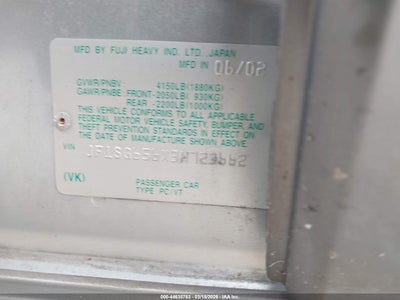 MFD BY FUJI HEAVY IND. LTD. JAPAN
MFD IN 06/02
GVWR/PNBV: 4150LB(1880KG)
GAWR/PNBE FRONT-2050LB( 930KG)
REAR -2200LB(1000KG)
THIS VEHICLE CONFORMS TO ALL APPLICABLE
FEDERAL MOTOR VEHICLE SAFETY, BUMPER, AND
THEFT PREVENTION STANDARDS IN EFFECT ON
THE DATE OF MANUFACTURE SHOWN ABOVE
VIN
PASSENGER CAR
(VK) TYPE PC/VT
000-44635763 - 03/18/2026 - IAAI.COM